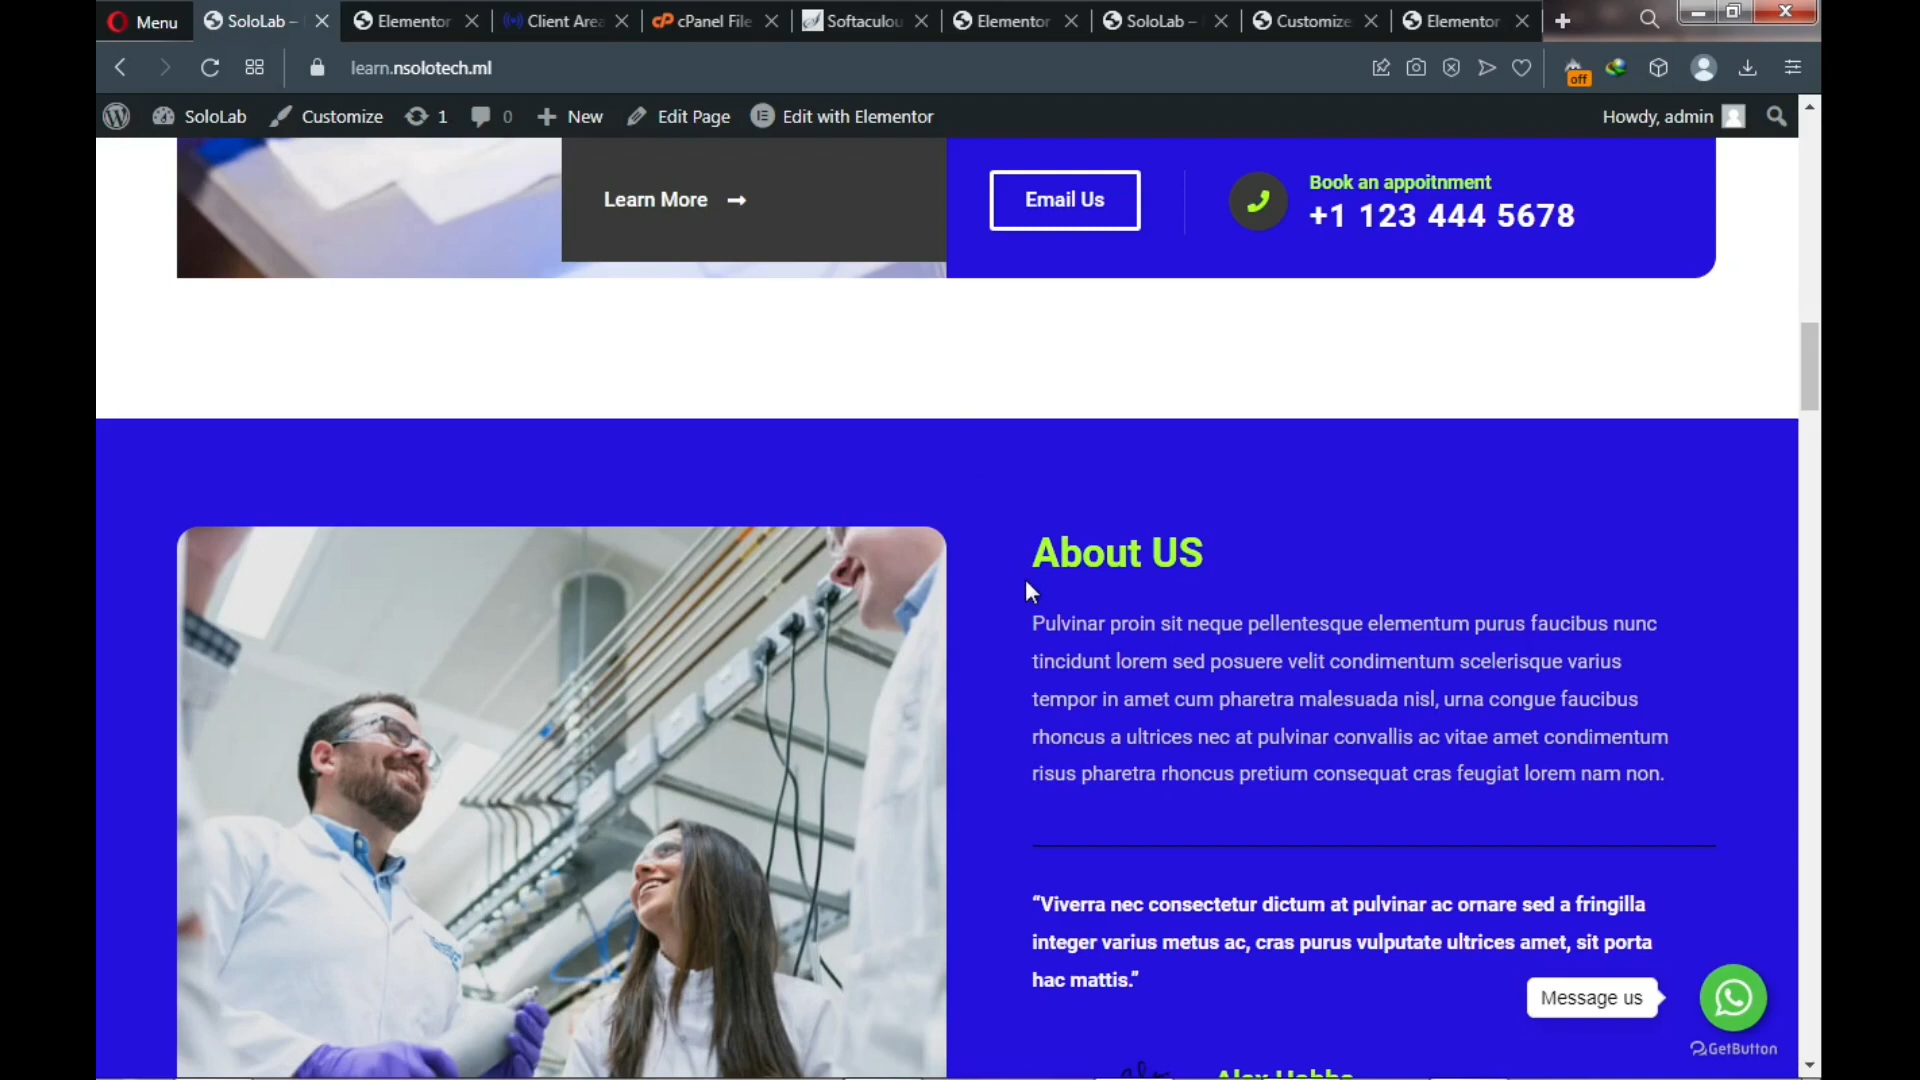 Menu
SoloLab –
Elementor
Client Area
cPanel File
Softaculou
Elementor
SoloLab –
Customize
Elementor
learn.nsolotech.ml
off
SoloLab
Customize
1
0
New
Edit Page
Edit with Elementor
Howdy, admin
Learn More
Email Us
Book an appoitnment
+1 123 444 5678
About US
Pulvinar proin sit neque pellentesque elementum purus faucibus nunc
tincidunt lorem sed posuere velit condimentum scelerisque varius
tempor in amet cum pharetra malesuada nisl, urna congue faucibus
rhoncus a ultrices nec at pulvinar convallis ac vitae amet condimentum
risus pharetra rhoncus pretium consequat cras feugiat lorem nam non.
“Viverra nec consectetur dictum at pulvinar ac ornare sed a fringilla
integer varius metus ac, cras purus vulputate ultrices amet, sit porta
hac mattis.”
Message us
GetButton